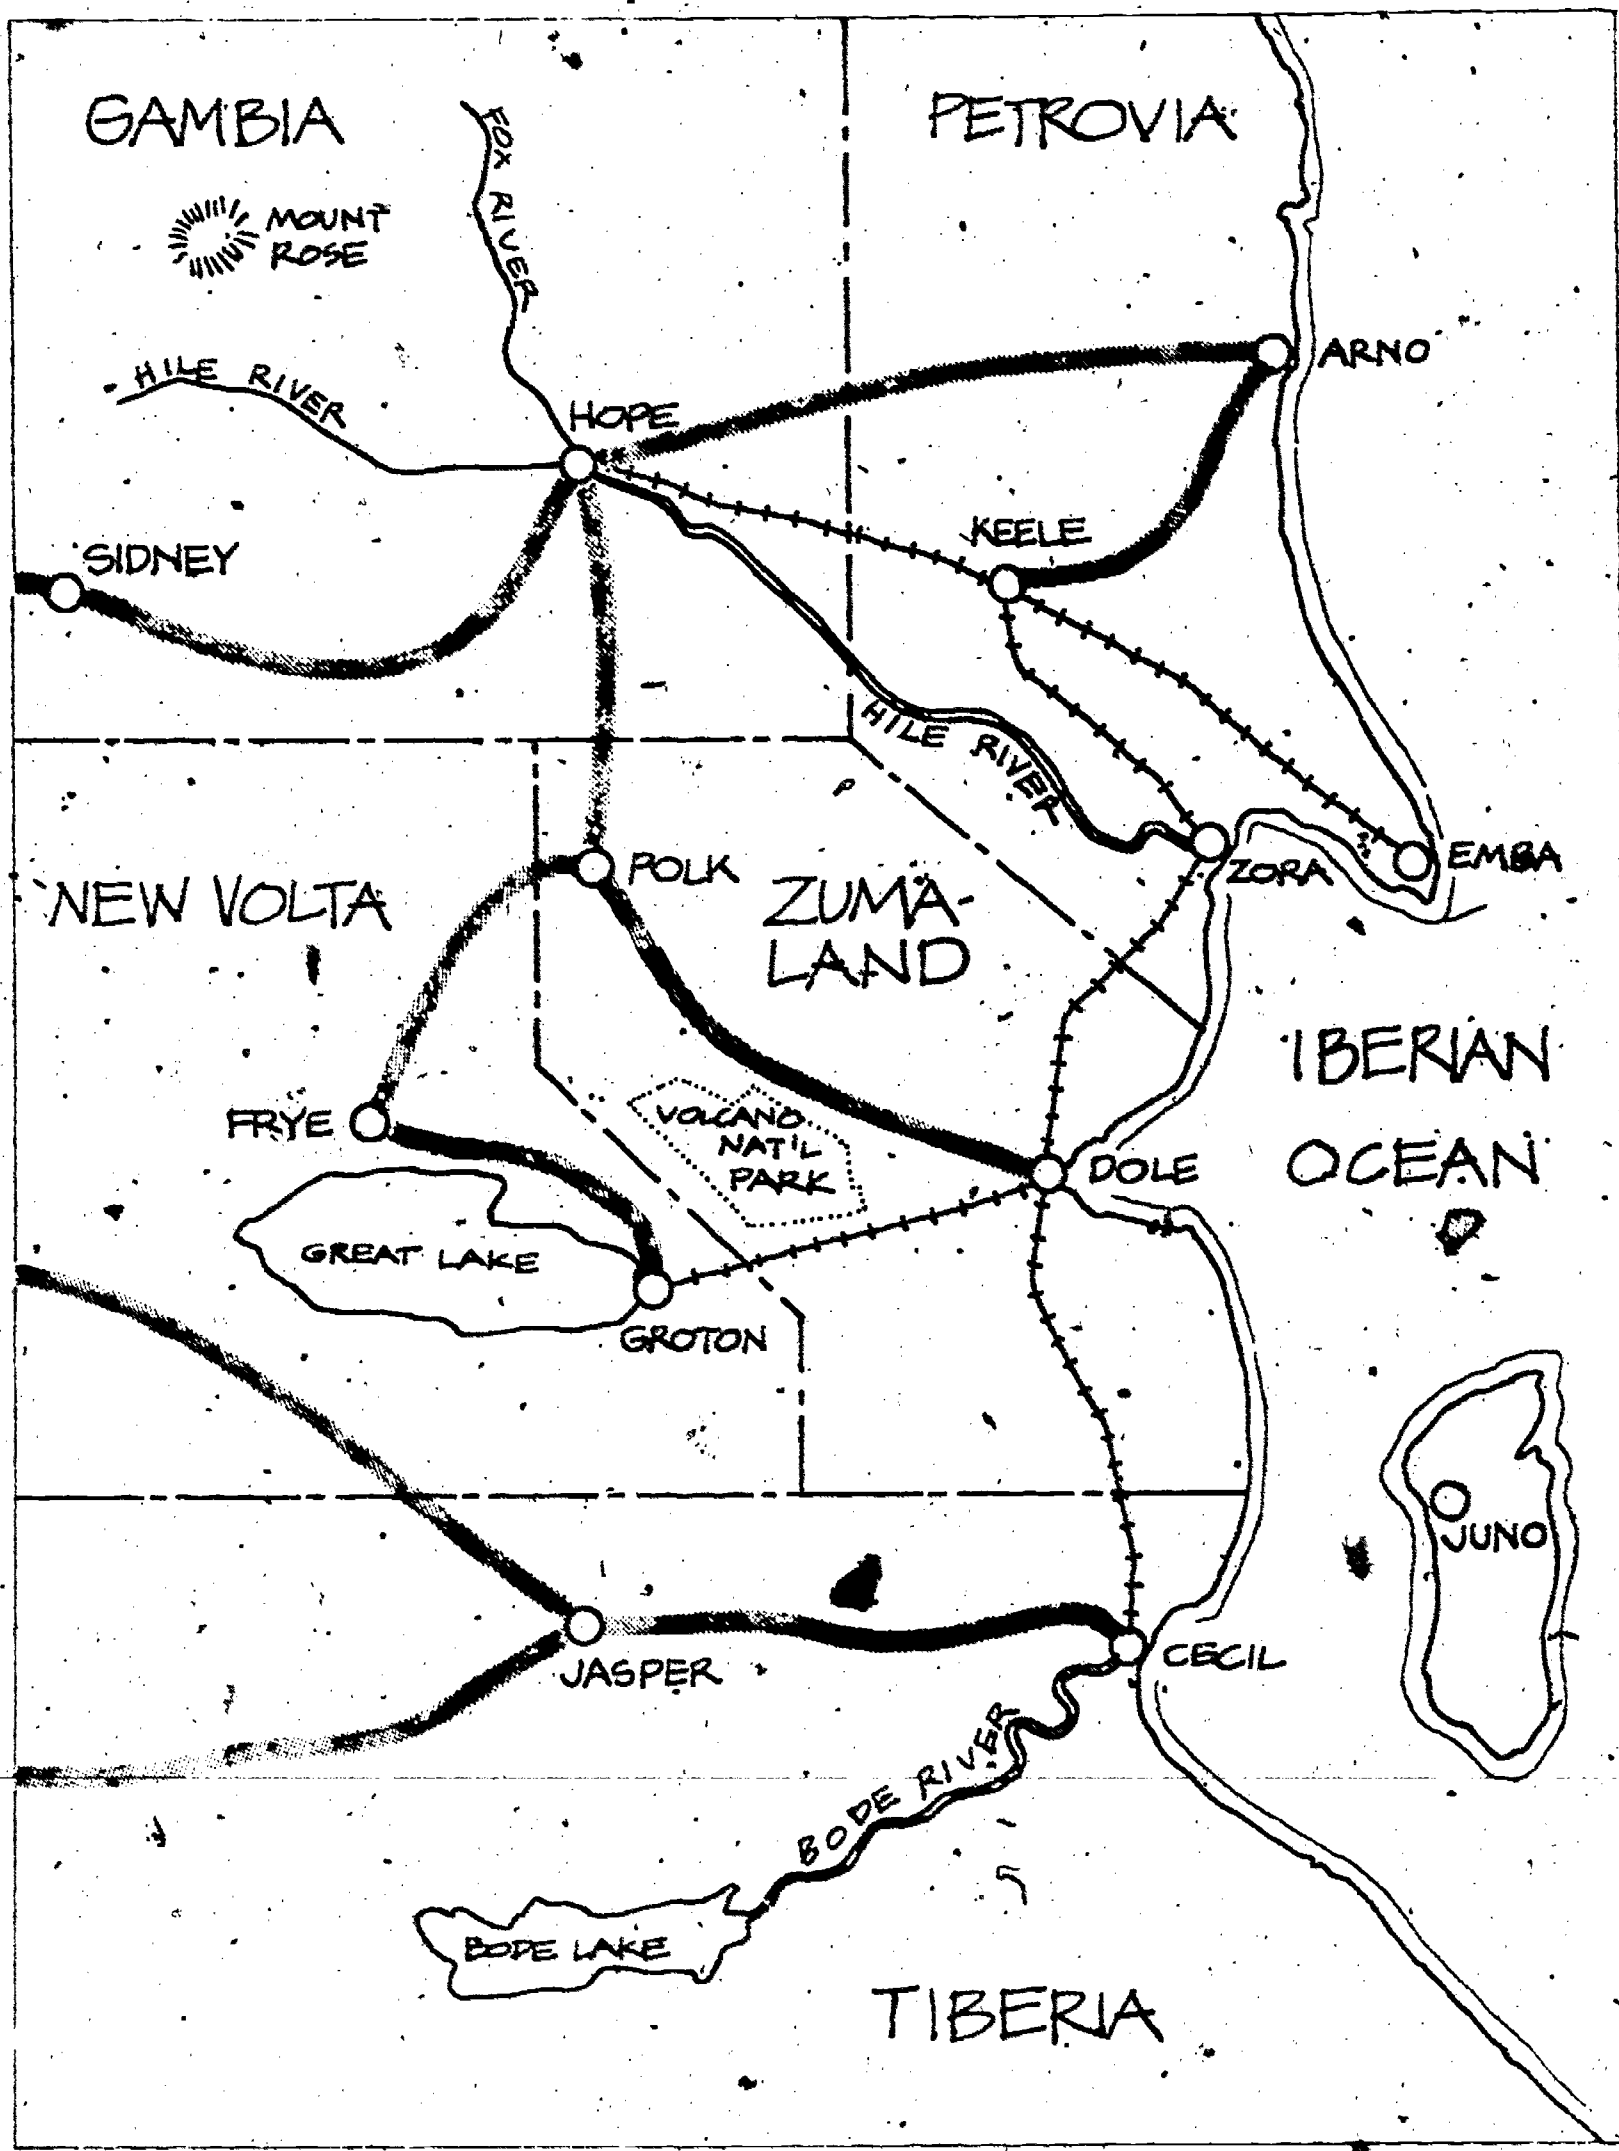 GAMBIA
PETROVIA
FOX RIVER
MOUNT
ROSE
HILE RIVER
ARNO
HOPE
KEELE
SIDNEY
HILE RIVER
POLK
ZORA
EMBA
NEW VOLTA
ZUMA-
LAND
IBERIAN
OCEAN
FRYE
VOLCANO
NAT'L
PARK
DOLE
GREAT LAKE
GROTON
JUNO
JASPER
CECIL
BODE RIVER
BODE LAKE
TIBERIA